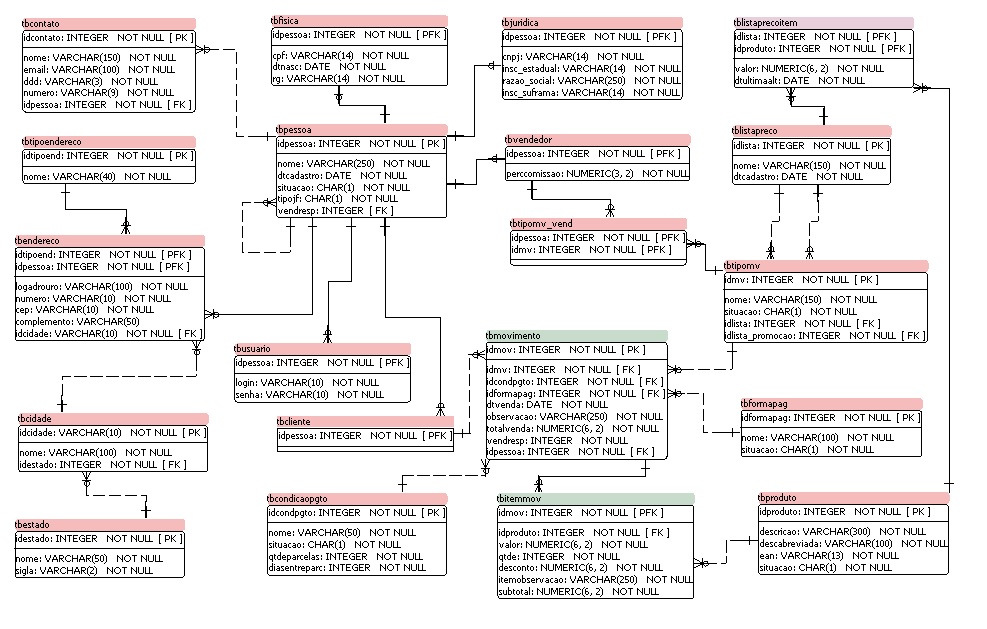 tbcontato
idcontato: INTEGER NOT NULL [ PK ]
nome: VARCHAR(150) NOT NULL
email: VARCHAR(100) NOT NULL
ddd: VARCHAR(3) NOT NULL
numero: VARCHAR(9) NOT NULL
idpessoa: INTEGER NOT NULL [ FK ]
tbfisica
idpessoa: INTEGER NOT NULL [ PFK ]
cpf: VARCHAR(14) NOT NULL
dtnasc: DATE NOT NULL
rg: VARCHAR(14) NOT NULL
tbjuridica
idpessoa: INTEGER NOT NULL [ PFK ]
cnpj: VARCHAR(14) NOT NULL
insc_estadual: VARCHAR(14) NOT NULL
razao_social: VARCHAR(250) NOT NULL
insc_suframa: VARCHAR(14) NOT NULL
tblistaprecoitem
idlista: INTEGER NOT NULL [ PFK ]
idproduto: INTEGER NOT NULL [ PFK ]
valor: NUMERIC(6, 2) NOT NULL
dtultimaalt: DATE NOT NULL
tbtipoendereco
idtipoend: INTEGER NOT NULL [ PK ]
nome: VARCHAR(40) NOT NULL
tbpessoa
idpessoa: INTEGER NOT NULL [ PK ]
nome: VARCHAR(250) NOT NULL
dtcadastro: DATE NOT NULL
situacao: CHAR(1) NOT NULL
tipojf: CHAR(1) NOT NULL
vendresp: INTEGER [ FK ]
tbvendedor
idpessoa: INTEGER NOT NULL [ PFK ]
perccomissao: NUMERIC(3, 2) NOT NULL
tblistapreco
idlista: INTEGER NOT NULL [ PK ]
nome: VARCHAR(150) NOT NULL
dtcadastro: DATE NOT NULL
tbendereco
idtipoend: INTEGER NOT NULL [ PFK ]
idpessoa: INTEGER NOT NULL [ PFK ]
logadrouro: VARCHAR(100) NOT NULL
numero: VARCHAR(10) NOT NULL
cep: VARCHAR(10) NOT NULL
complemento: VARCHAR(50)
idcidade: VARCHAR(10) NOT NULL [ FK ]
tbtipomv_vend
idpessoa: INTEGER NOT NULL [ PFK ]
idmv: INTEGER NOT NULL [ PFK ]
tbtipomv
idmv: INTEGER NOT NULL [ PK ]
nome: VARCHAR(150) NOT NULL
situacao: CHAR(1) NOT NULL
idlista: INTEGER NOT NULL [ FK ]
idlista_promocao: INTEGER NOT NULL [ FK ]
tbusuario
idpessoa: INTEGER NOT NULL [ PFK ]
login: VARCHAR(10) NOT NULL
senha: VARCHAR(10) NOT NULL
tbmovimento
idmov: INTEGER NOT NULL [ PK ]
idmv: INTEGER NOT NULL [ FK ]
idcondpgto: INTEGER NOT NULL [ FK ]
idformapag: INTEGER NOT NULL [ FK ]
dtvenda: DATE NOT NULL
observacao: VARCHAR(250) NOT NULL
totalvenda: NUMERIC(6, 2) NOT NULL
vendresp: INTEGER NOT NULL
idpessoa: INTEGER NOT NULL [ FK ]
tbcidade
idcidade: VARCHAR(10) NOT NULL [ PK ]
nome: VARCHAR(100) NOT NULL
idestado: INTEGER NOT NULL [ FK ]
tbcliente
idpessoa: INTEGER NOT NULL [ PFK ]
tbformapag
idformapag: INTEGER NOT NULL [ PK ]
nome: VARCHAR(100) NOT NULL
situacao: CHAR(1) NOT NULL
tbestado
idestado: INTEGER NOT NULL [ PK ]
nome: VARCHAR(50) NOT NULL
sigla: VARCHAR(2) NOT NULL
tbcondicaopgto
idcondpgto: INTEGER NOT NULL [ PK ]
nome: VARCHAR(50) NOT NULL
situacao: CHAR(1) NOT NULL
qtdeparcelas: INTEGER NOT NULL
diasentreparc: INTEGER NOT NULL
tbitemmov
idmov: INTEGER NOT NULL [ PFK ]
idproduto: INTEGER NOT NULL [ FK ]
valor: NUMERIC(6, 2) NOT NULL
qtde: INTEGER NOT NULL
desconto: NUMERIC(6, 2) NOT NULL
itemobservacao: VARCHAR(250) NOT NULL
subtotal: NUMERIC(6, 2) NOT NULL
tbproduto
idproduto: INTEGER NOT NULL [ PK ]
descricao: VARCHAR(300) NOT NULL
descabreviada: VARCHAR(100) NOT NULL
ean: VARCHAR(13) NOT NULL
situacao: CHAR(1) NOT NULL